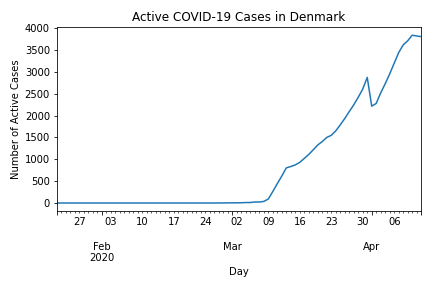 Active COVID-19 Cases in Denmark
4000
3500
3000
2500
2000
1500
1000
500
0
Number of Active Cases
27 03 10 17 24 02 09 16 23 30 06
Feb Mar Apr
2020
Day